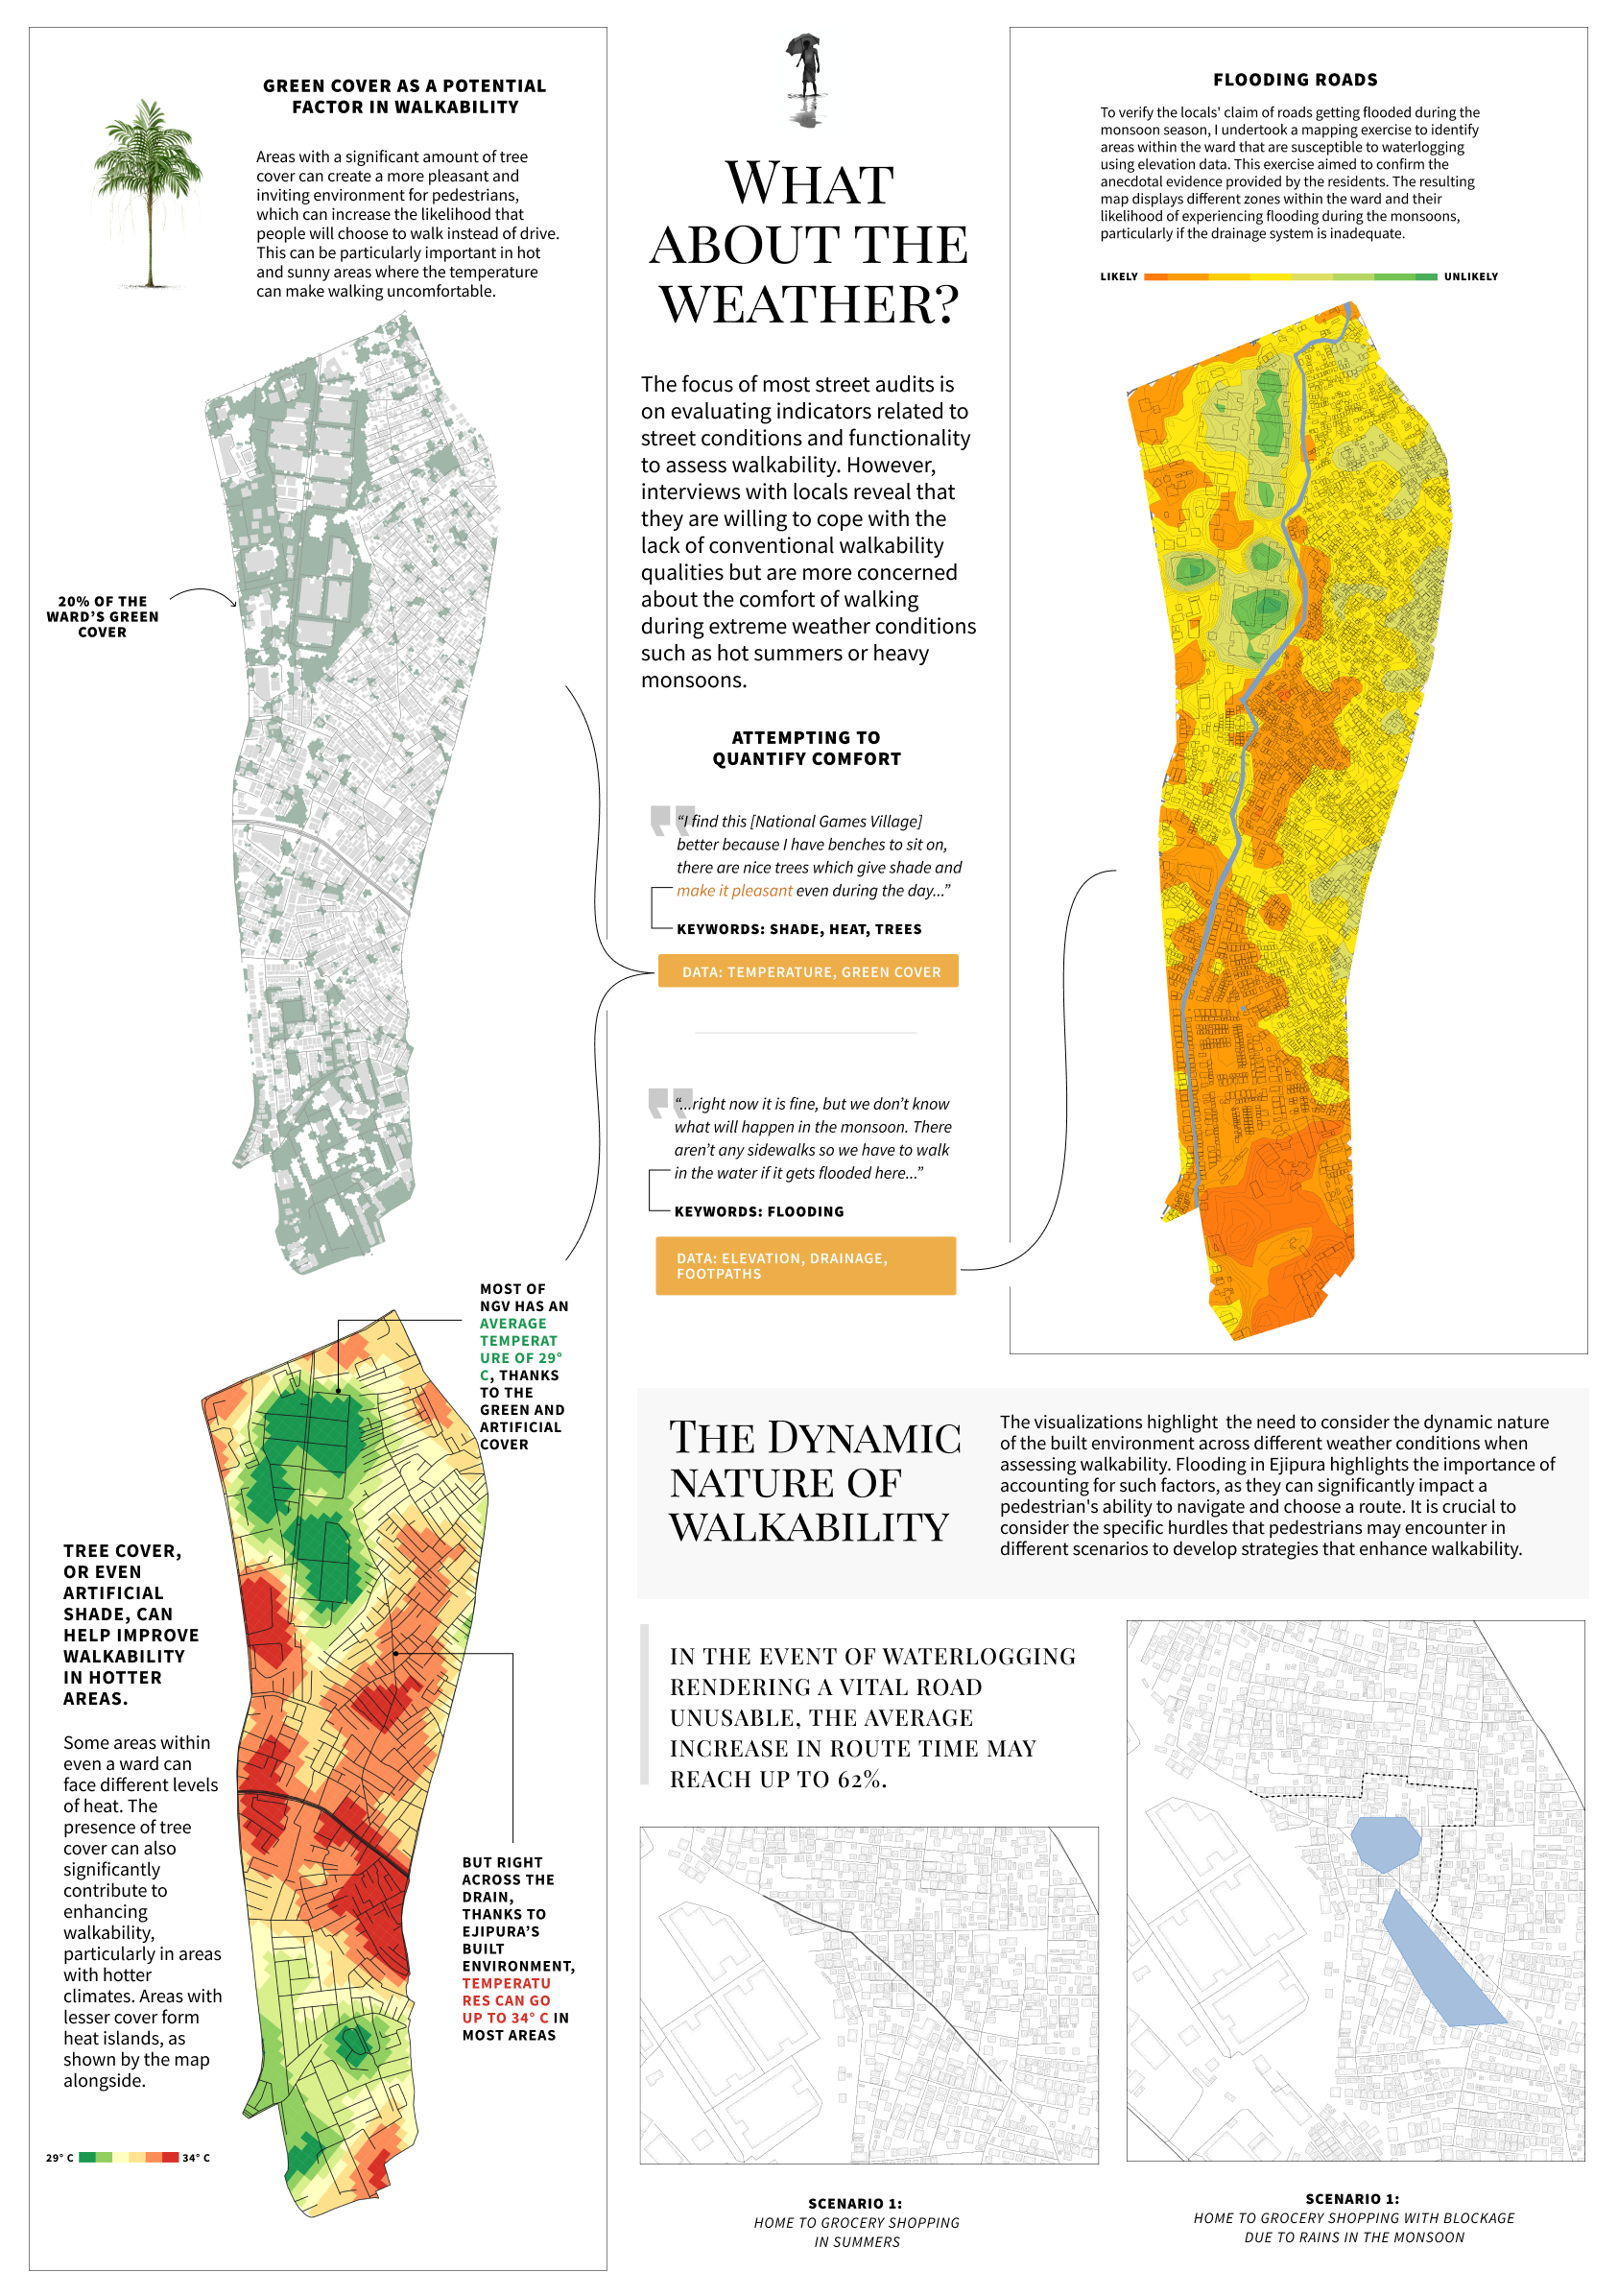 GREEN COVER AS A POTENTIAL
FACTOR IN WALKABILITY
Areas with a significant amount of tree
cover can create a more pleasant and
inviting environment for pedestrians,
which can increase the likelihood that
people will choose to walk instead of drive.
This can be particularly important in hot
and sunny areas where the temperature
can make walking uncomfortable.
20% OF THE
WARD'S GREEN
COVER
MOST OF
NGV HAS AN
AVERAGE
TEMPERAT
URE OF 29°
C, THANKS
TO THE
GREEN AND
ARTIFICIAL
COVER
TREE COVER,
OR EVEN
ARTIFICIAL
SHADE, CAN
HELP IMPROVE
WALKABILITY
IN HOTTER
AREAS.
Some areas within
even a ward can
face different levels
of heat. The
presence of tree
cover can also
significantly
contribute to
enhancing
walkability,
particularly in areas
with hotter
climates. Areas with
lesser cover form
heat islands, as
shown by the map
alongside.
BUT RIGHT
ACROSS THE
DRAIN,
THANKS TO
EJIPURA'S
BUILT
ENVIRONMENT,
TEMPERATU
RES CAN GO
UP TO 34° C IN
MOST AREAS
29° C
34° C
WHAT
ABOUT THE
WEATHER?
The focus of most street audits is
on evaluating indicators related to
street conditions and functionality
to assess walkability. However,
interviews with locals reveal that
they are willing to cope with the
lack of conventional walkability
qualities but are more concerned
about the comfort of walking
during extreme weather conditions
such as hot summers or heavy
monsoons.
ATTEMPTING TO
QUANTIFY COMFORT
"I find this [National Games Village]
better because I have benches to sit on,
there are nice trees which give shade and
make it pleasant even during the day..."
KEYWORDS: SHADE, HEAT, TREES
DATA: TEMPERATURE, GREEN COVER
"...right now it is fine, but we don't know
what will happen in the monsoon. There
aren't any sidewalks so we have to walk
in the water if it gets flooded here..."
KEYWORDS: FLOODING
DATA: ELEVATION, DRAINAGE,
FOOTPATHS
FLOODING ROADS
To verify the locals' claim of roads getting flooded during the
monsoon season, I undertook a mapping exercise to identify
areas within the ward that are susceptible to waterlogging
using elevation data. This exercise aimed to confirm the
anecdotal evidence provided by the residents. The resulting
map displays different zones within the ward and their
likelihood of experiencing flooding during the monsoons,
particularly if the drainage system is inadequate.
LIKELY
UNLIKELY
THE DYNAMIC
NATURE OF
WALKABILITY
The visualizations highlight the need to consider the dynamic nature
of the built environment across different weather conditions when
assessing walkability. Flooding in Ejipura highlights the importance of
accounting for such factors, as they can significantly impact a
pedestrian's ability to navigate and choose a route. It is crucial to
consider the specific hurdles that pedestrians may encounter in
different scenarios to develop strategies that enhance walkability.
IN THE EVENT OF WATERLOGGING
RENDERING A VITAL ROAD
UNUSABLE, THE AVERAGE
INCREASE IN ROUTE TIME MAY
REACH UP TO 62%.
SCENARIO 1:
HOME TO GROCERY SHOPPING
IN SUMMERS
SCENARIO 1:
HOME TO GROCERY SHOPPING WITH BLOCKAGE
DUE TO RAINS IN THE MONSOON